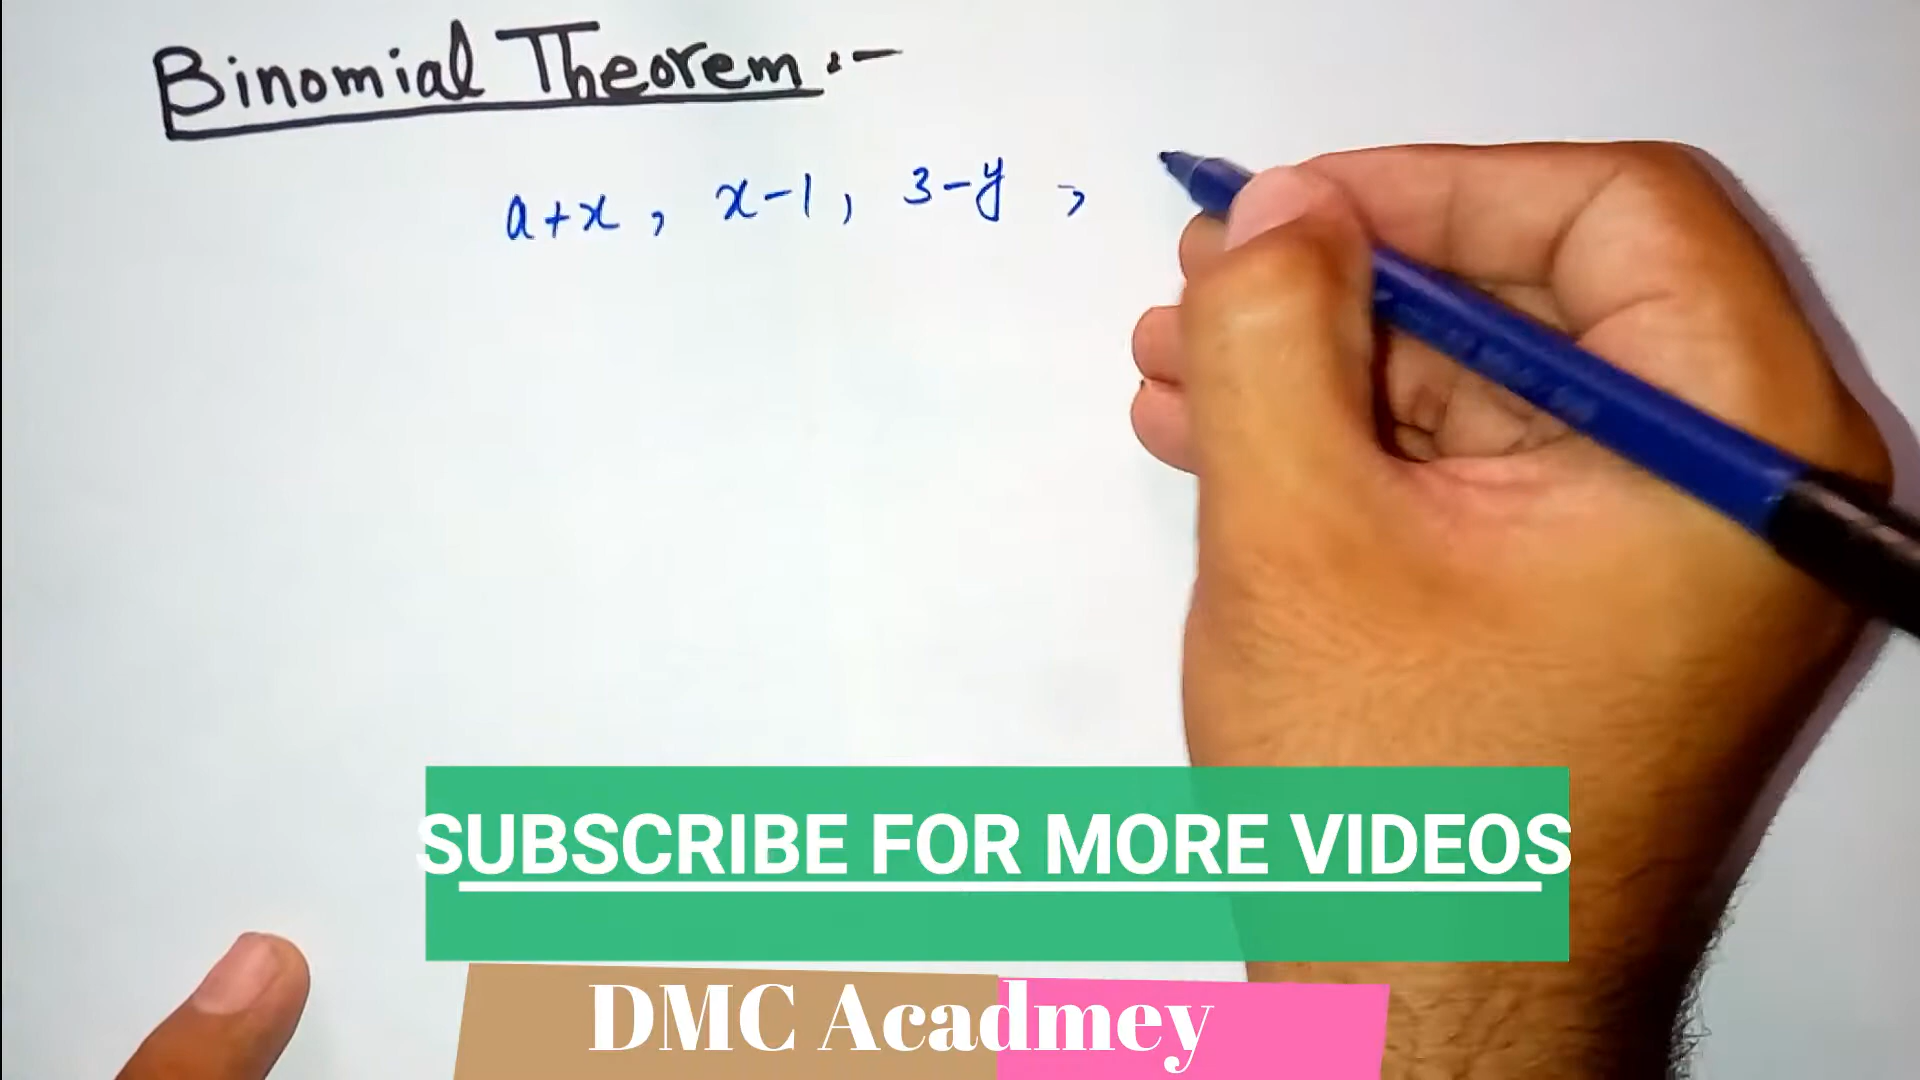 Binomial Theorem :-
a+x , x-1 , 3-y ,
SUBSCRIBE FOR MORE VIDEOS
DMC Acadmey